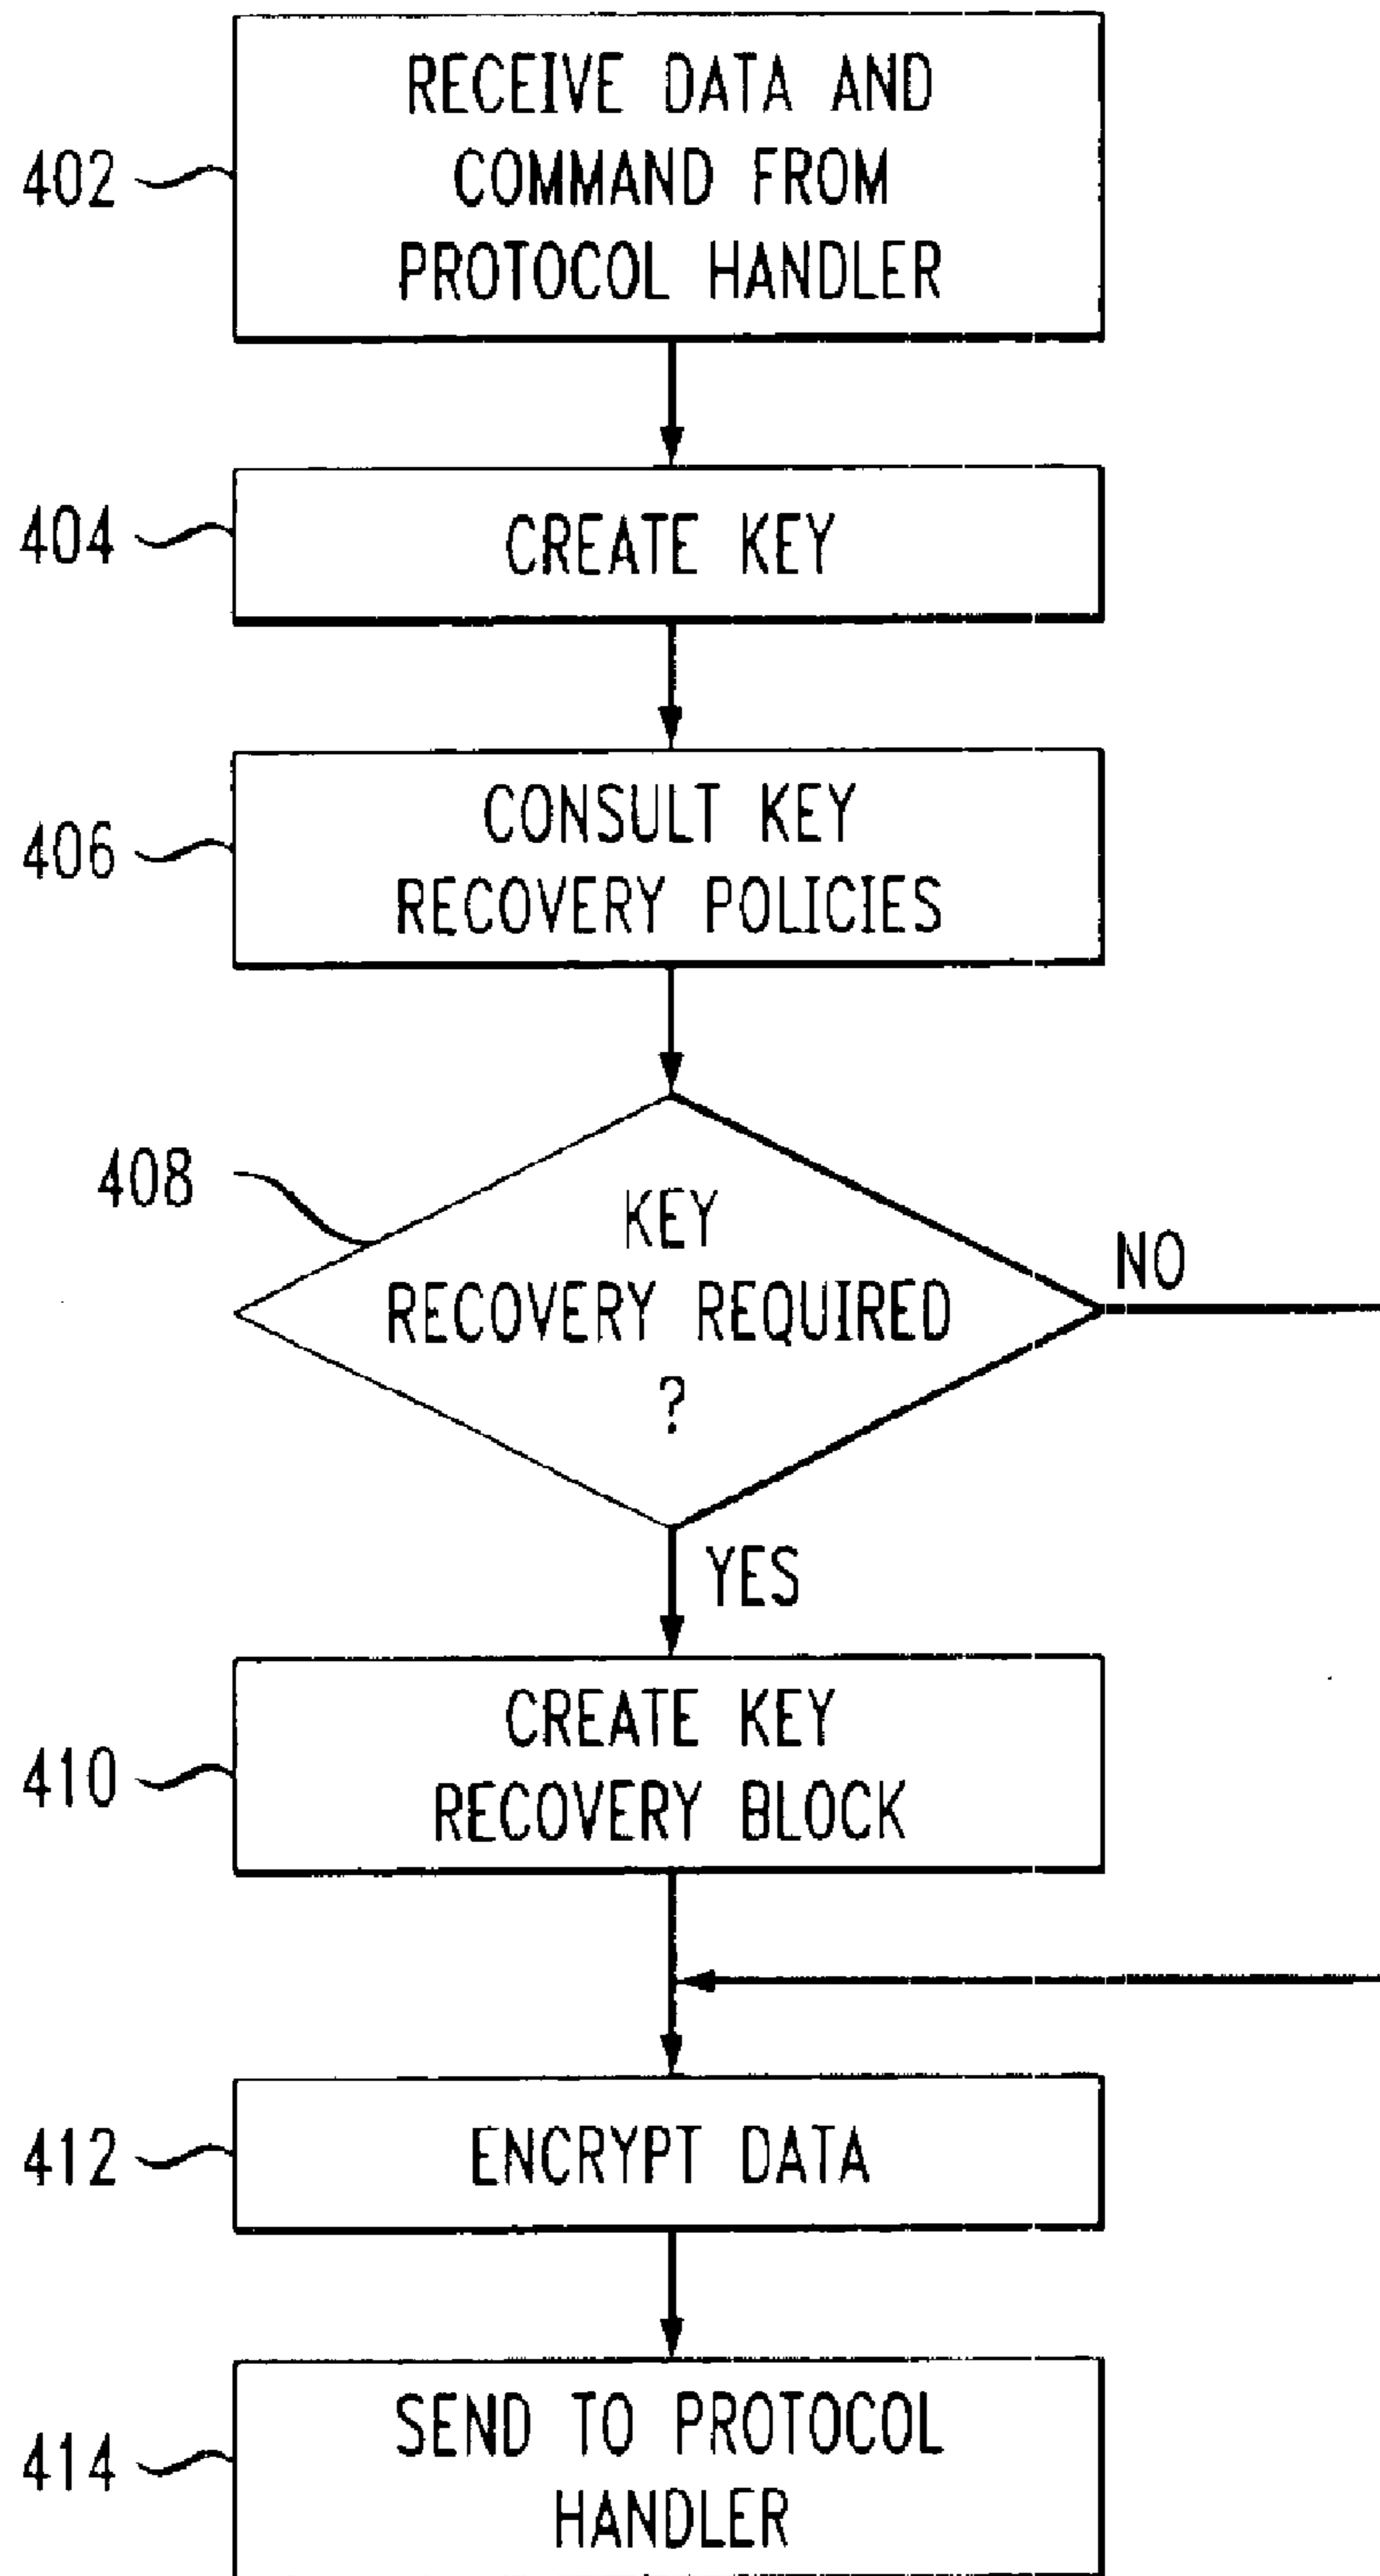 RECEIVE DATA AND
COMMAND FROM
PROTOCOL HANDLER
402
404
CREATE KEY
CONSULT KEY
RECOVERY POLICIES
406
408
KEY
RECOVERY REQUIRED
?
NO
YES
CREATE KEY
RECOVERY BLOCK
410
412
ENCRYPT DATA
SEND TO PROTOCOL
HANDLER
414